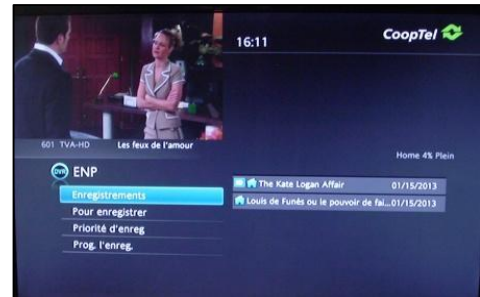 16:11
CoopTel
601 TVA-HD Les feux de l'amour
Home 4% Plein
DVR ENP
Enregistrements
Pour enregistrer
Priorité d'enreg
Prog. l'enreg.
The Kate Logan Affair 01/15/2013
Louis de Funès ou le pouvoir de fai...01/15/2013